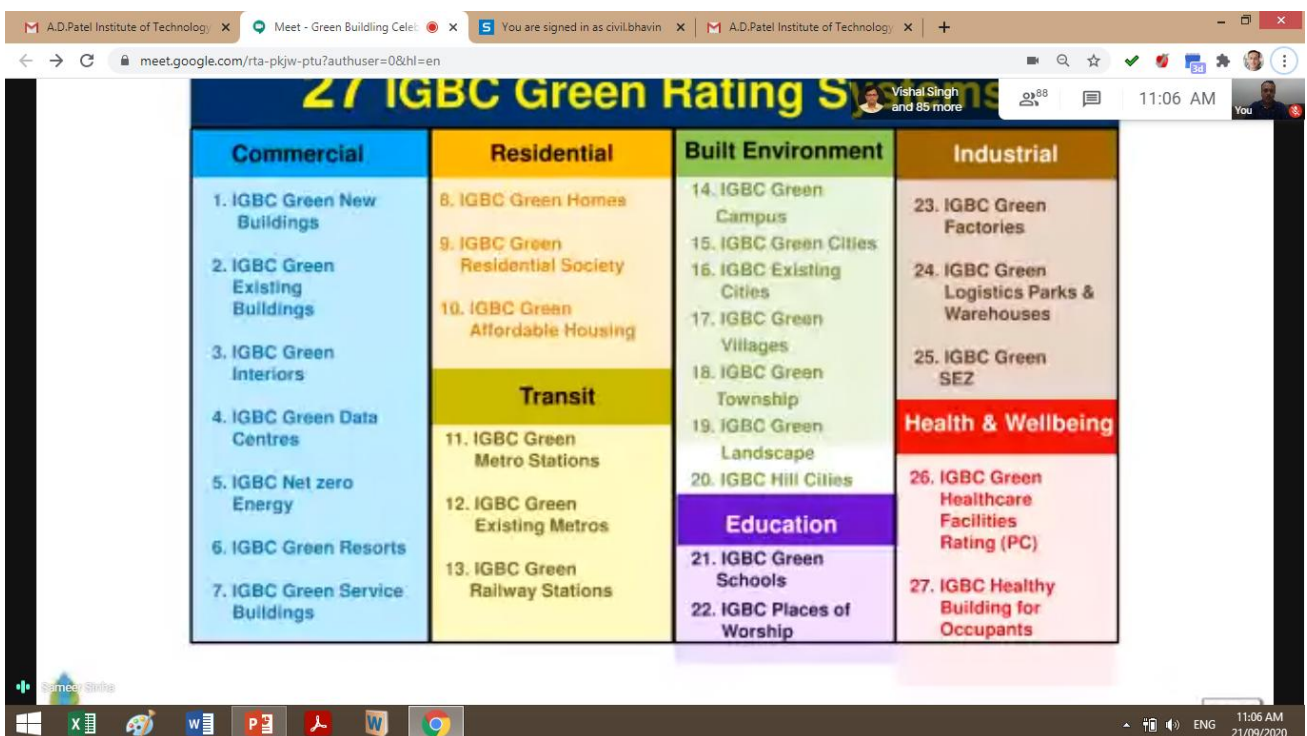 A.D.Patel Institute of Technology
Meet - Green Buildling Celeb
You are signed in as civil.bhavin
A.D.Patel Institute of Technology
meet.google.com/rta-pkjw-ptu?authuser=0&hl=en
3d
27 IGBC Green Rating Systems
Vishal Singh
and 85 more
88
11:06 AM
You
Commercial
1. IGBC Green New
Buildings
2. IGBC Green
Existing
Buildings
3. IGBC Green
Interiors
4. IGBC Green Data
Centres
5. IGBC Net zero
Energy
6. IGBC Green Resorts
7. IGBC Green Service
Buildings
Residential
8. IGBC Green Homes
9. IGBC Green
Residential Society
10. IGBC Green
Affordable Housing
Transit
11. IGBC Green
Metro Stations
12. IGBC Green
Existing Metros
13. IGBC Green
Railway Stations
Built Environment
14. IGBC Green
Campus
15. IGBC Green Cities
16. IGBC Existing
Cities
17. IGBC Green
Villages
18. IGBC Green
Township
19. IGBC Green
Landscape
20. IGBC Hill Cities
Education
21. IGBC Green
Schools
22. IGBC Places of
Worship
Industrial
23. IGBC Green
Factories
24. IGBC Green
Logistics Parks &
Warehouses
25. IGBC Green
SEZ
Health & Wellbeing
26. IGBC Green
Healthcare
Facilities
Rating (PC)
27. IGBC Healthy
Building for
Occupants
Sameer Sinha
ENG
11:06 AM
21/09/2020